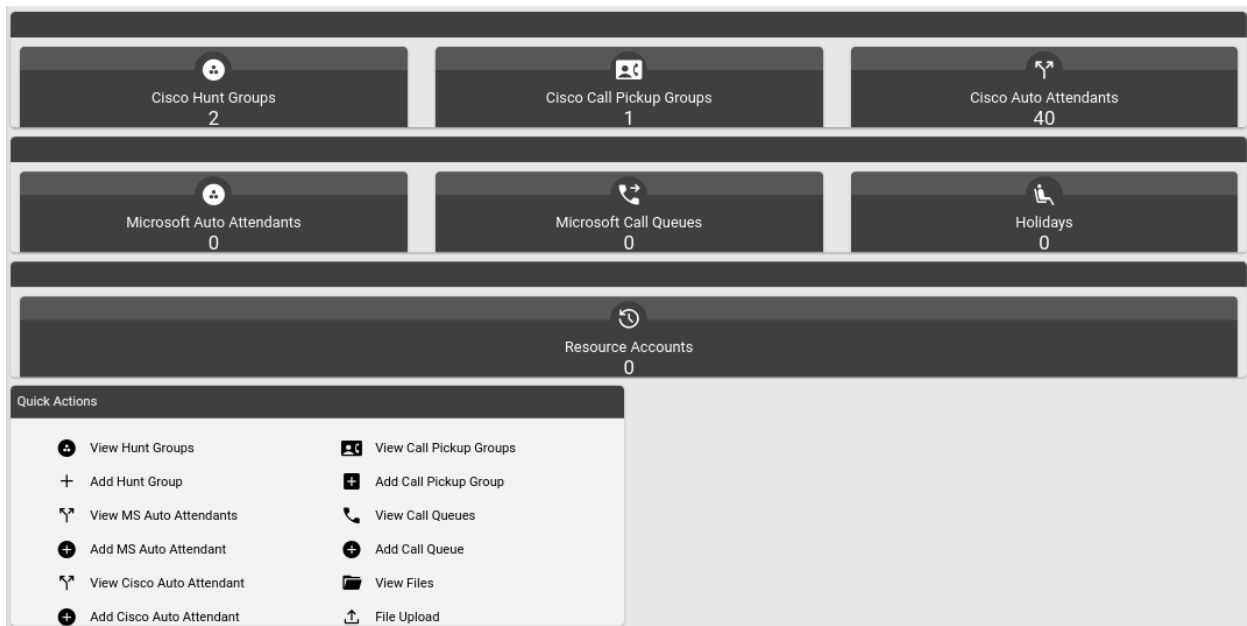 Cisco Hunt Groups
2
Cisco Call Pickup Groups
1
Cisco Auto Attendants
40
Microsoft Auto Attendants
0
Microsoft Call Queues
0
Holidays
0
Resource Accounts
0
Quick Actions
View Hunt Groups
View Call Pickup Groups
Add Hunt Group
Add Call Pickup Group
View MS Auto Attendants
View Call Queues
Add MS Auto Attendant
Add Call Queue
View Cisco Auto Attendant
View Files
Add Cisco Auto Attendant
File Upload